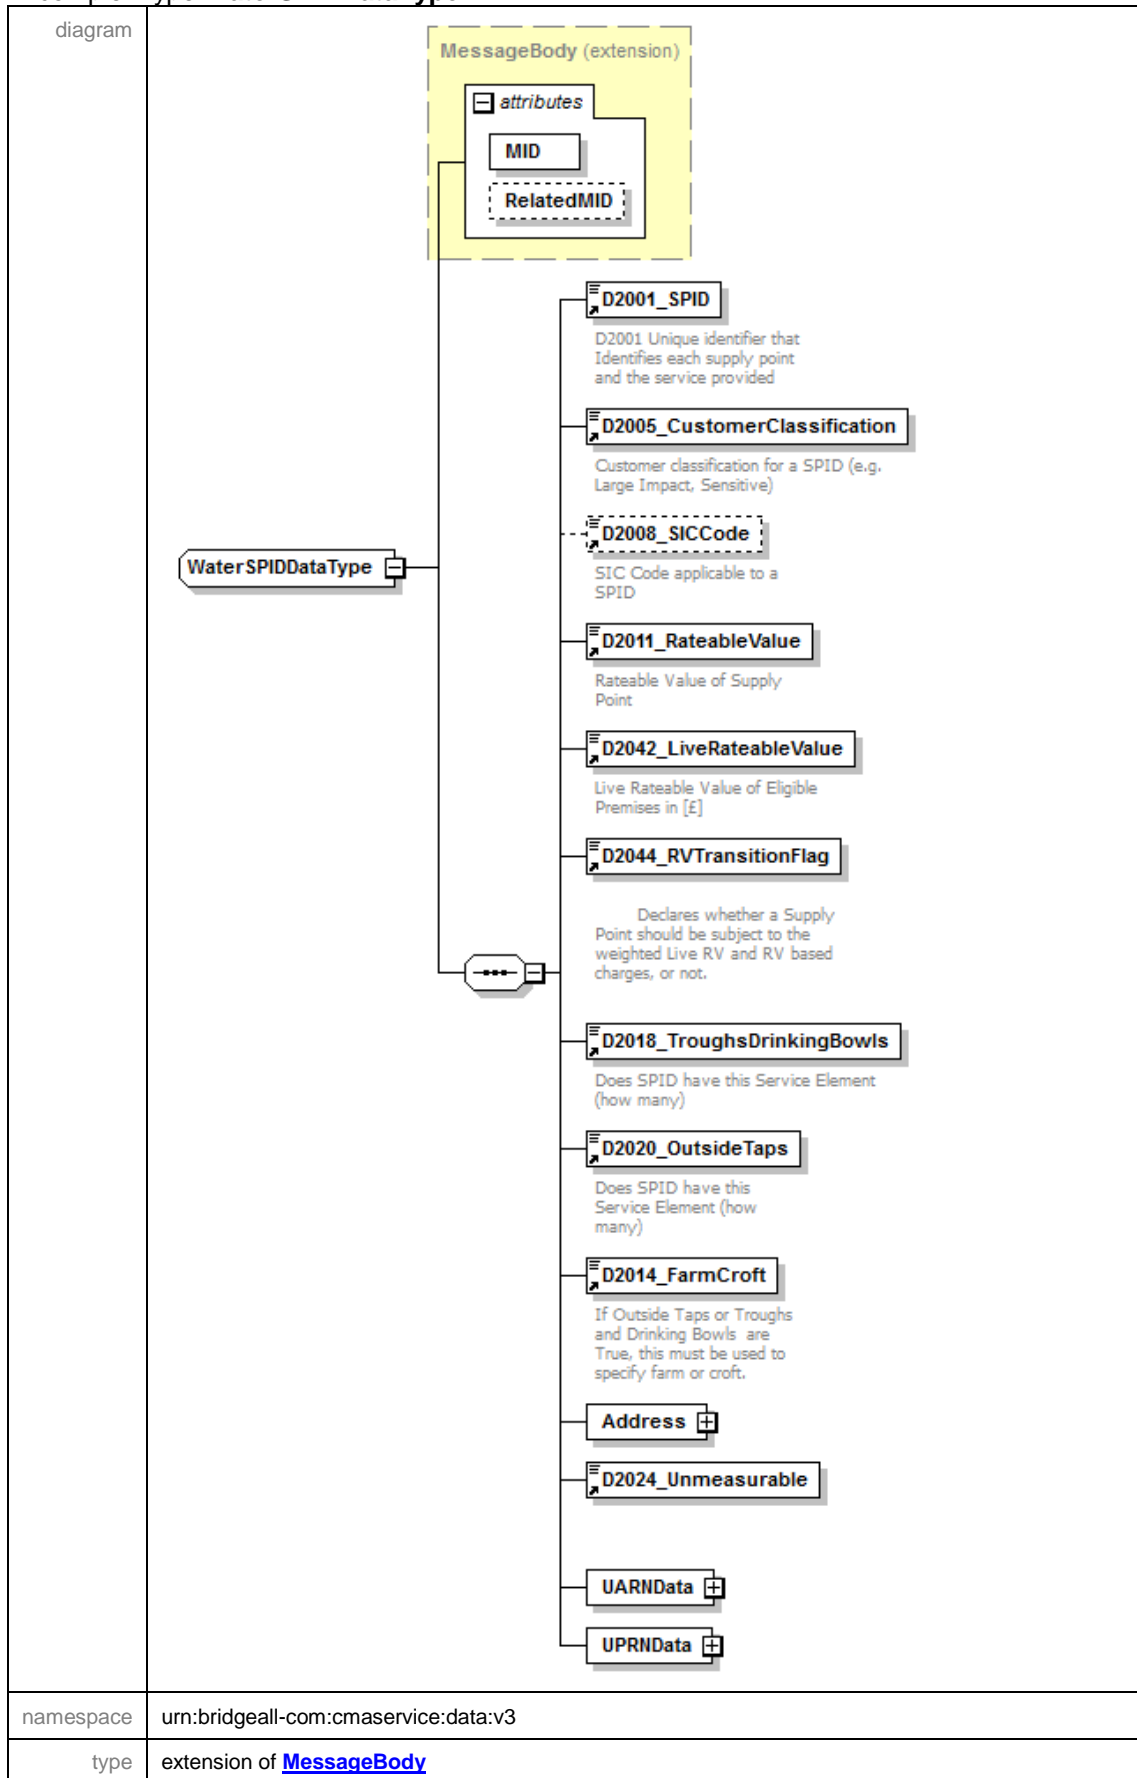 diagram
MessageBody (extension)
attributes
MID
RelatedMID
D2001_SPID
D2001 Unique identifier that
Identifies each supply point
and the service provided
D2005_CustomerClassification
Customer classification for a SPID (e.g.
Large Impact, Sensitive)
D2008_SICCode
SIC Code applicable to a
SPID
WaterSPIDDataType
D2011_RateableValue
Rateable Value of Supply
Point
D2042_LiveRateableValue
Live Rateable Value of Eligible
Premises in [£]
D2044_RVTransitionFlag
Declares whether a Supply
Point should be subject to the
weighted Live RV and RV based
charges, or not.
D2018_TroughsDrinkingBowls
Does SPID have this Service Element
(how many)
D2020_OutsideTaps
Does SPID have this
Service Element (how
many)
D2014_FarmCroft
If Outside Taps or Troughs
and Drinking Bowls are
True, this must be used to
specify farm or croft.
Address
D2024_Unmeasurable
UARNData
UPRNData
namespace urn:bridgeall-com:cmaservice:data:v3
type extension of MessageBody